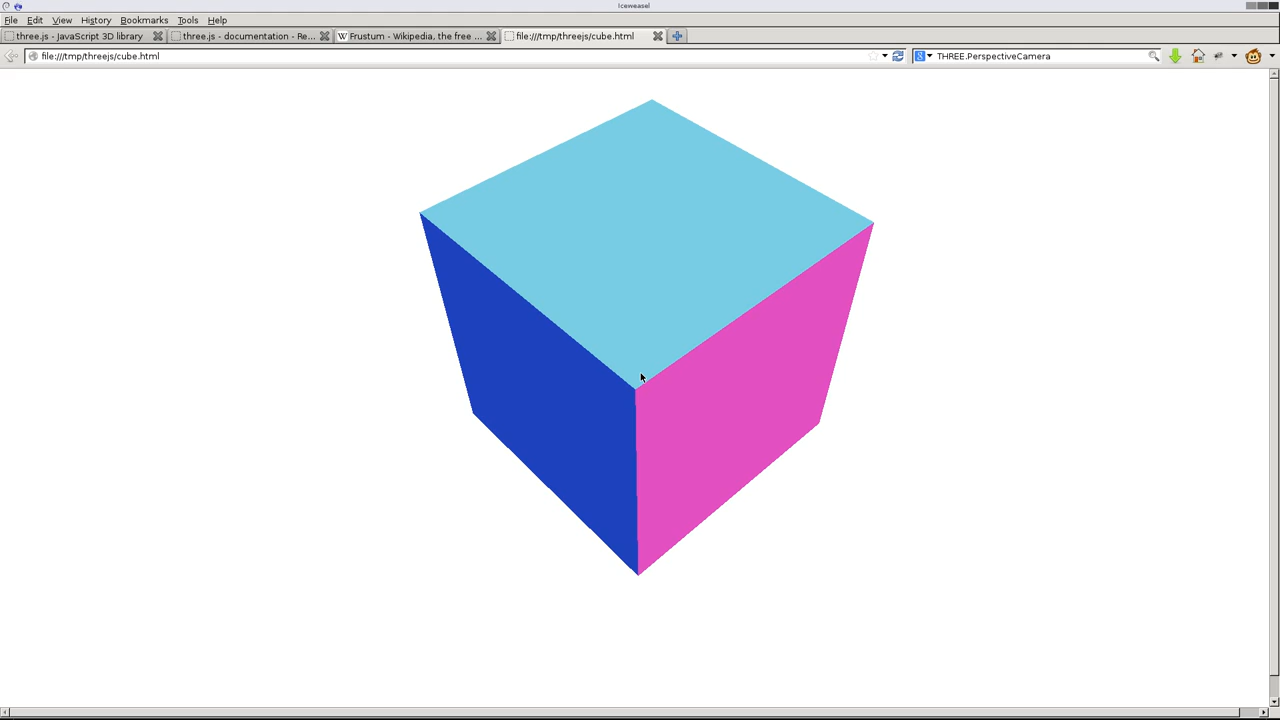 Iceweasel
File Edit View History Bookmarks Tools Help
three.js - JavaScript 3D library three.js - documentation - Re... Frustum - Wikipedia, the free ... file:///tmp/threejs/cube.html
file:///tmp/threejs/cube.html THREE.PerspectiveCamera